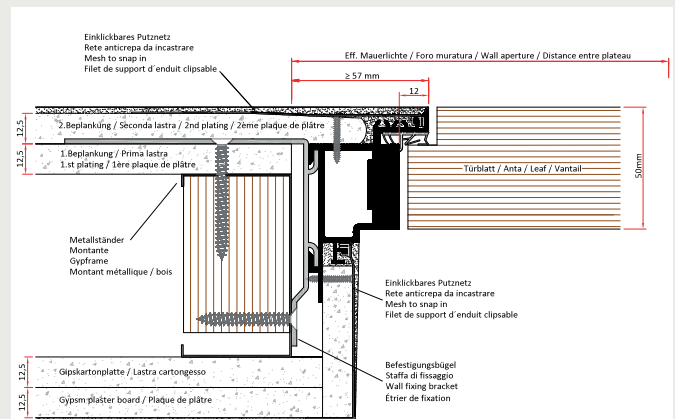 Einklickbares Putznetz
Rete anticrepa da incastrare
Mesh to snap in
Filet de support d´enduit clipsable
Eff. Mauerlichte / Foro muratura / Wall aperture / Distance entre plateau
≥ 57 mm
12
12,5
2.Beplankung / Seconda lastra / 2nd plating / 2ème plaque de plâtre
12,5
1.Beplankung / Prima lastra
1.st plating / 1ère plaque de plâtre
Türblatt / Anta / Leaf / Vantail
50mm
Metallständer
Montante
Gypframe
Montant métallique / bois
Einklickbares Putznetz
Rete anticrepa da incastrare
Mesh to snap in
Filet de support d´enduit clipsable
Befestigungsbügel
Staffa di fissaggio
Wall fixing bracket
Étrier de fixation
12,5
Gipskartonplatte / Lastra cartongesso
12,5
Gypsm plaster board / Plaque de plâtre